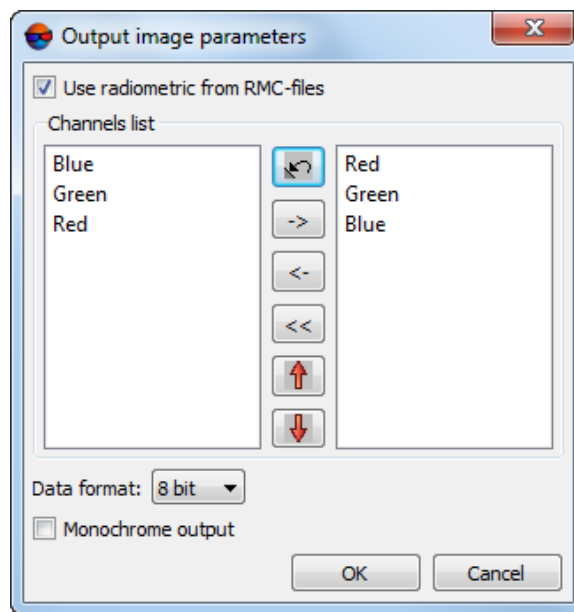 Output image parameters
Use radiometric from RMC-files
Channels list
Blue
Green
Red
->
<-
<<
Red
Green
Blue
Data format: 8 bit
Monochrome output
OK Cancel